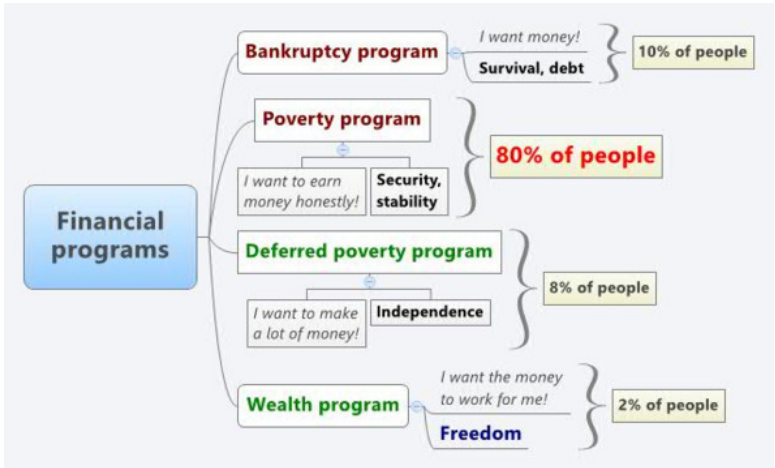 Financial
programs
Bankruptcy program
I want money!
Survival, debt
10% of people
Poverty program
I want to earn
money honestly!
Security,
stability
80% of people
Deferred poverty program
I want to make
a lot of money!
Independence
8% of people
Wealth program
I want the money
to work for me!
Freedom
2% of people